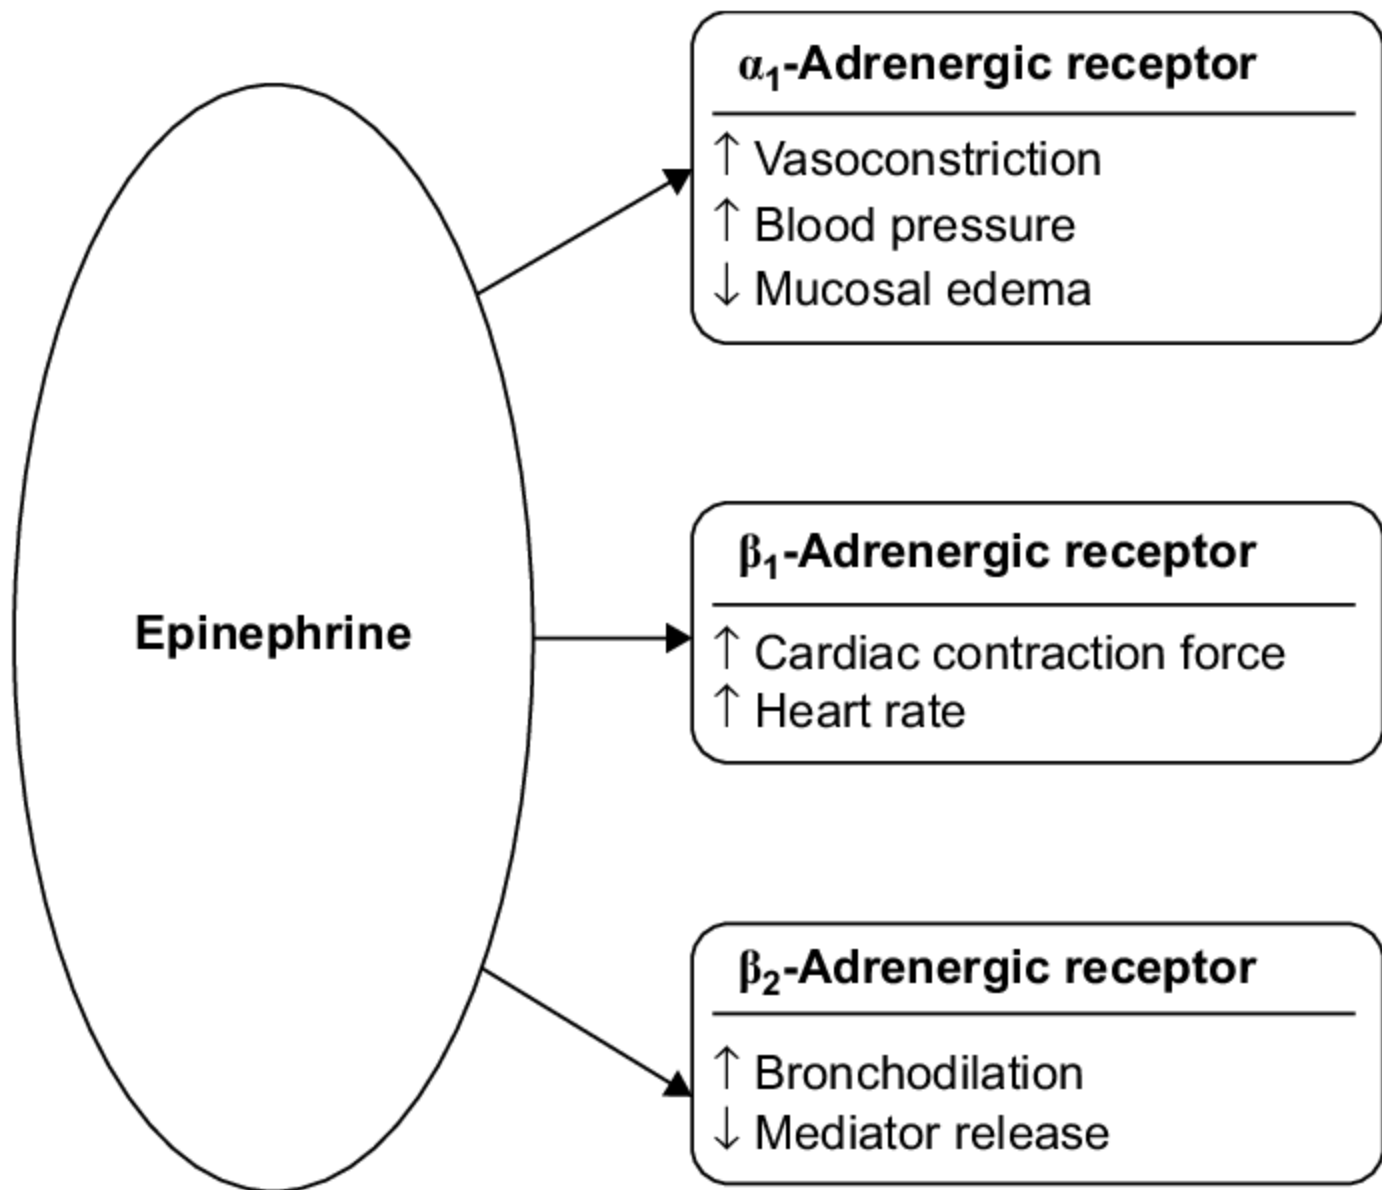 α₁-Adrenergic receptor
↑ Vasoconstriction
↑ Blood pressure
↓ Mucosal edema
Epinephrine
β₁-Adrenergic receptor
↑ Cardiac contraction force
↑ Heart rate
β₂-Adrenergic receptor
↑ Bronchodilation
↓ Mediator release